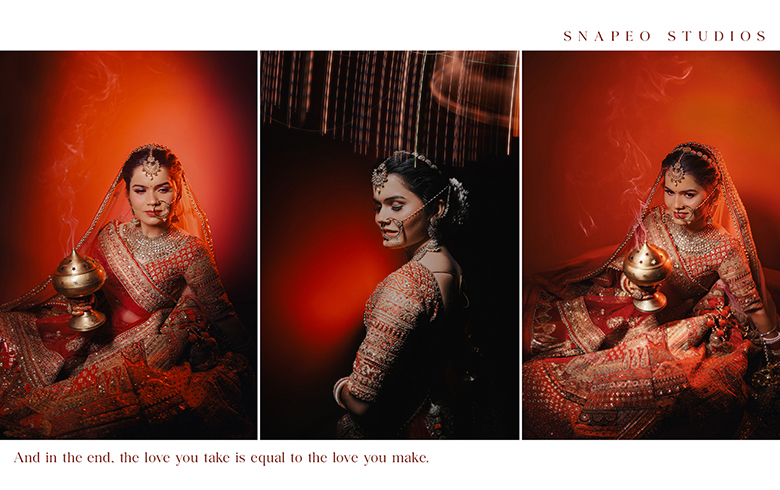 SNAPEO STUDIOS
And in the end, the love you take is equal to the love you make.